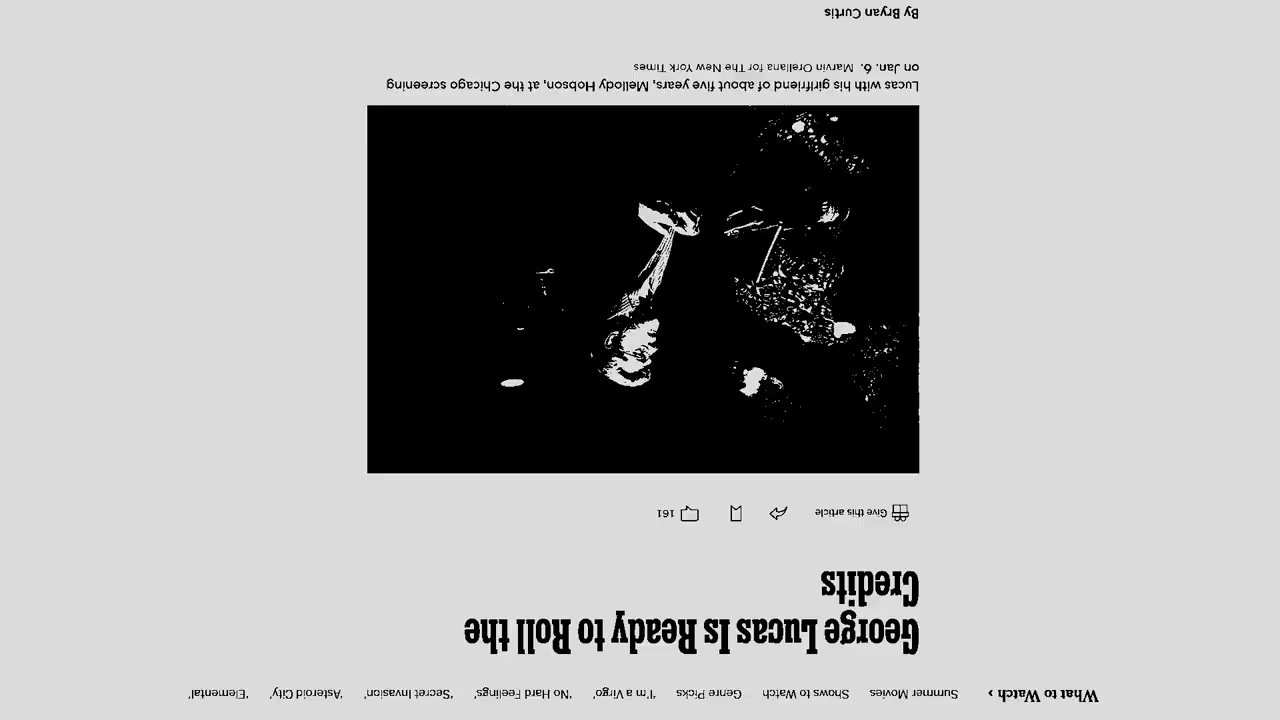 What to Watch › Summer Movies Shows to Watch Genre Picks 'I'm a Virgo' 'No Hard Feelings' 'Secret Invasion' 'Asteroid City' 'Elemental'
George Lucas Is Ready to Roll the
Credits
Give this article 161
Lucas with his girlfriend of about five years, Mellody Hobson, at the Chicago screening
on Jan. 6. Marvin Orellana for The New York Times
By Bryan Curtis